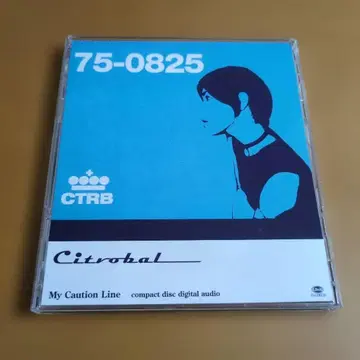 75-0825
CTRB
Citrobal
My Caution Line compact disc digital audio